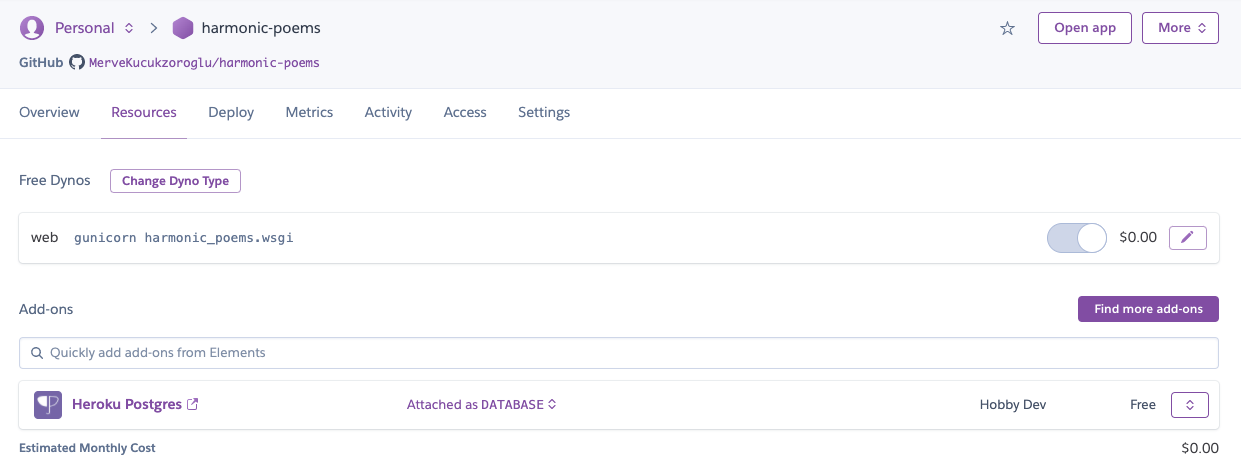 Personal harmonic-poems Open app More
GitHub MerveKucukzoroglu/harmonic-poems
Overview Resources Deploy Metrics Activity Access Settings
Free Dynos Change Dyno Type
web gunicorn harmonic_poems.wsgi $0.00
Add-ons Find more add-ons
Quickly add add-ons from Elements
Heroku Postgres Attached as DATABASE Hobby Dev Free
Estimated Monthly Cost $0.00